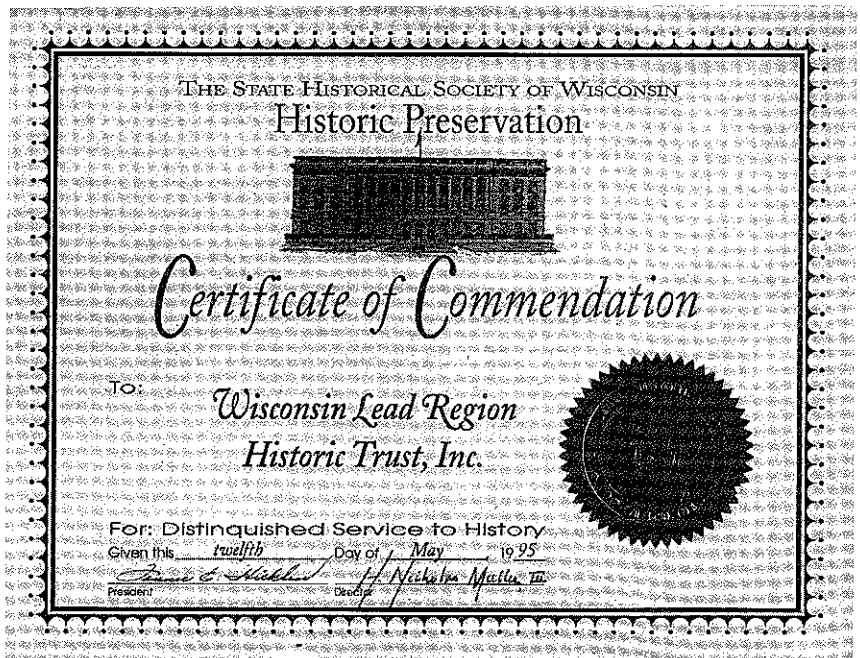 THE STATE HISTORICAL SOCIETY OF WISCONSIN
Historic Preservation
Certificate of Commendation
To:
Wisconsin Lead Region
Historic Trust, Inc.
For: Distinquished Service to History
Given this twelfth Day of May 1995
H. Nicholas Muller III
President Director